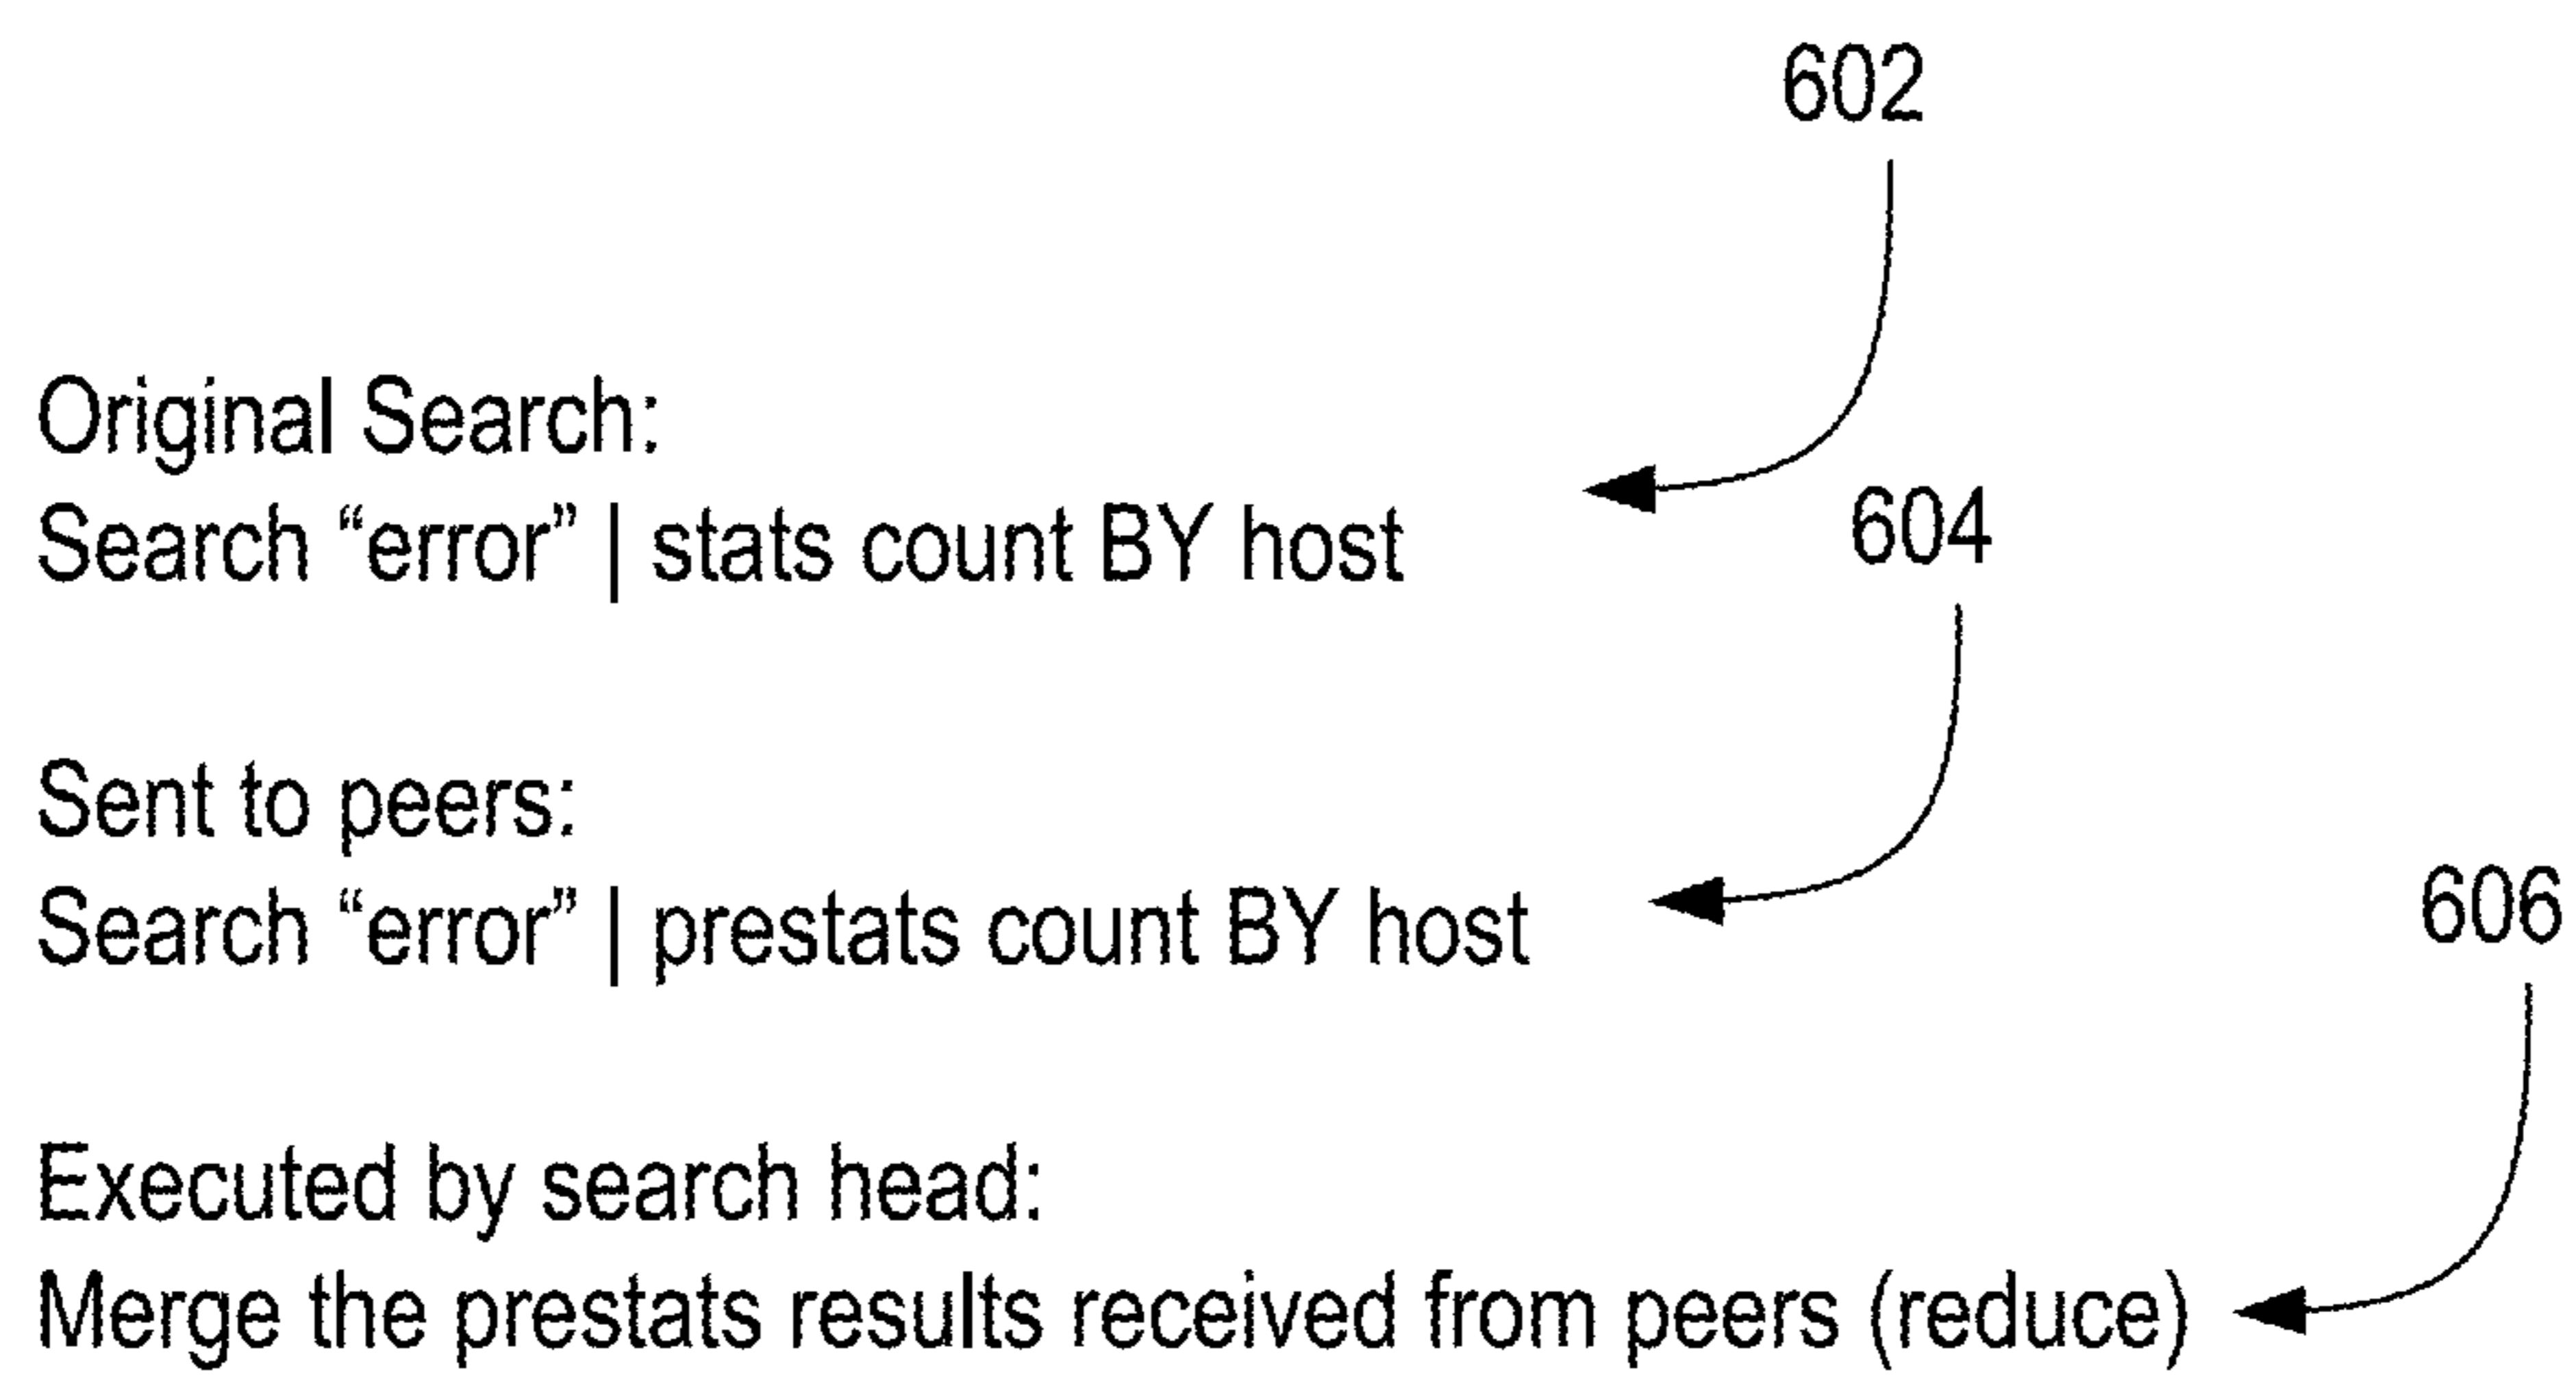 602
Original Search:
Search “error” | stats count BY host
604
Sent to peers:
Search “error” | prestats count BY host
606
Executed by search head:
Merge the prestats results received from peers (reduce)